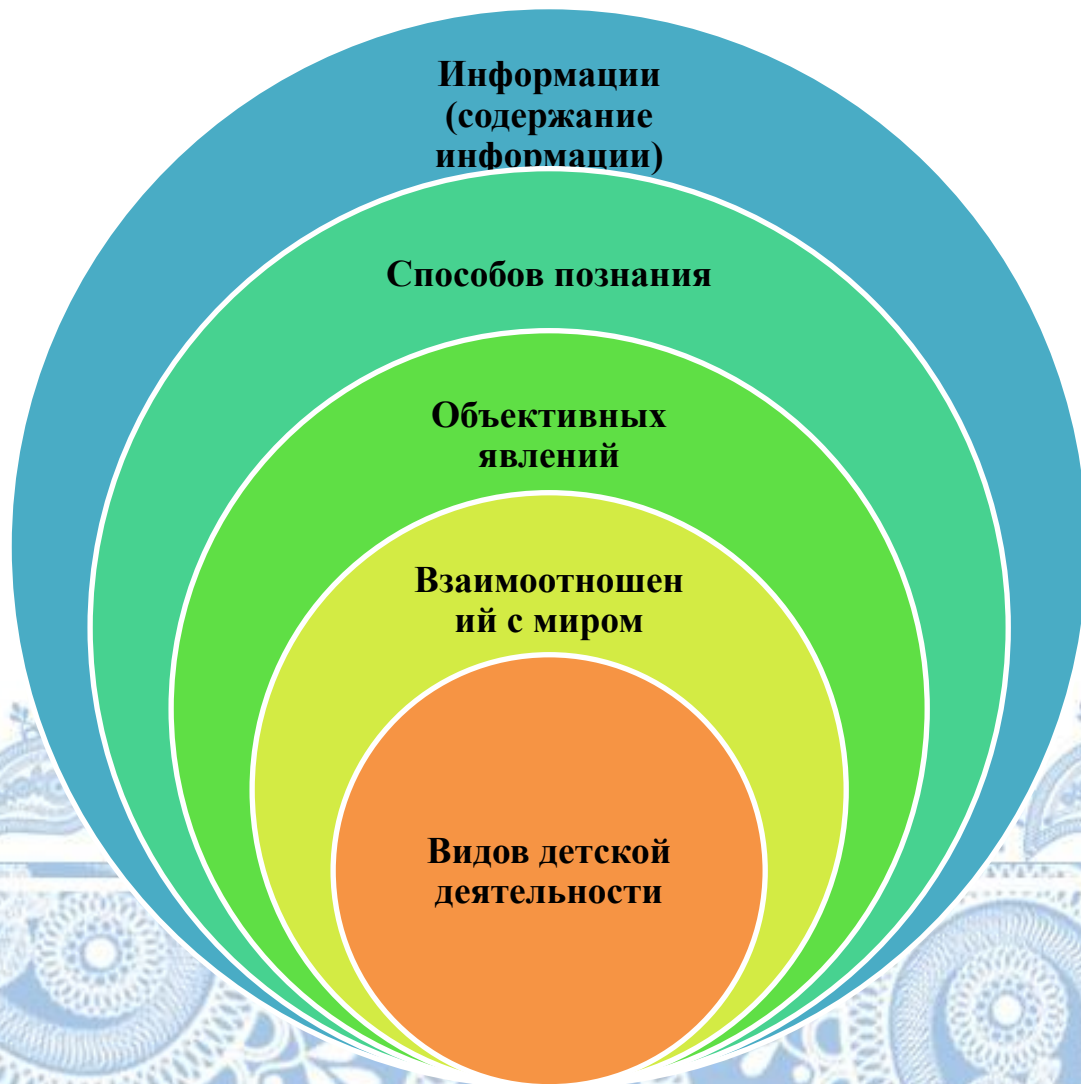 Информации
(содержание
информации)
Способов познания
Объективных
явлений
Взаимоотношен
ий с миром
Видов детской
деятельности